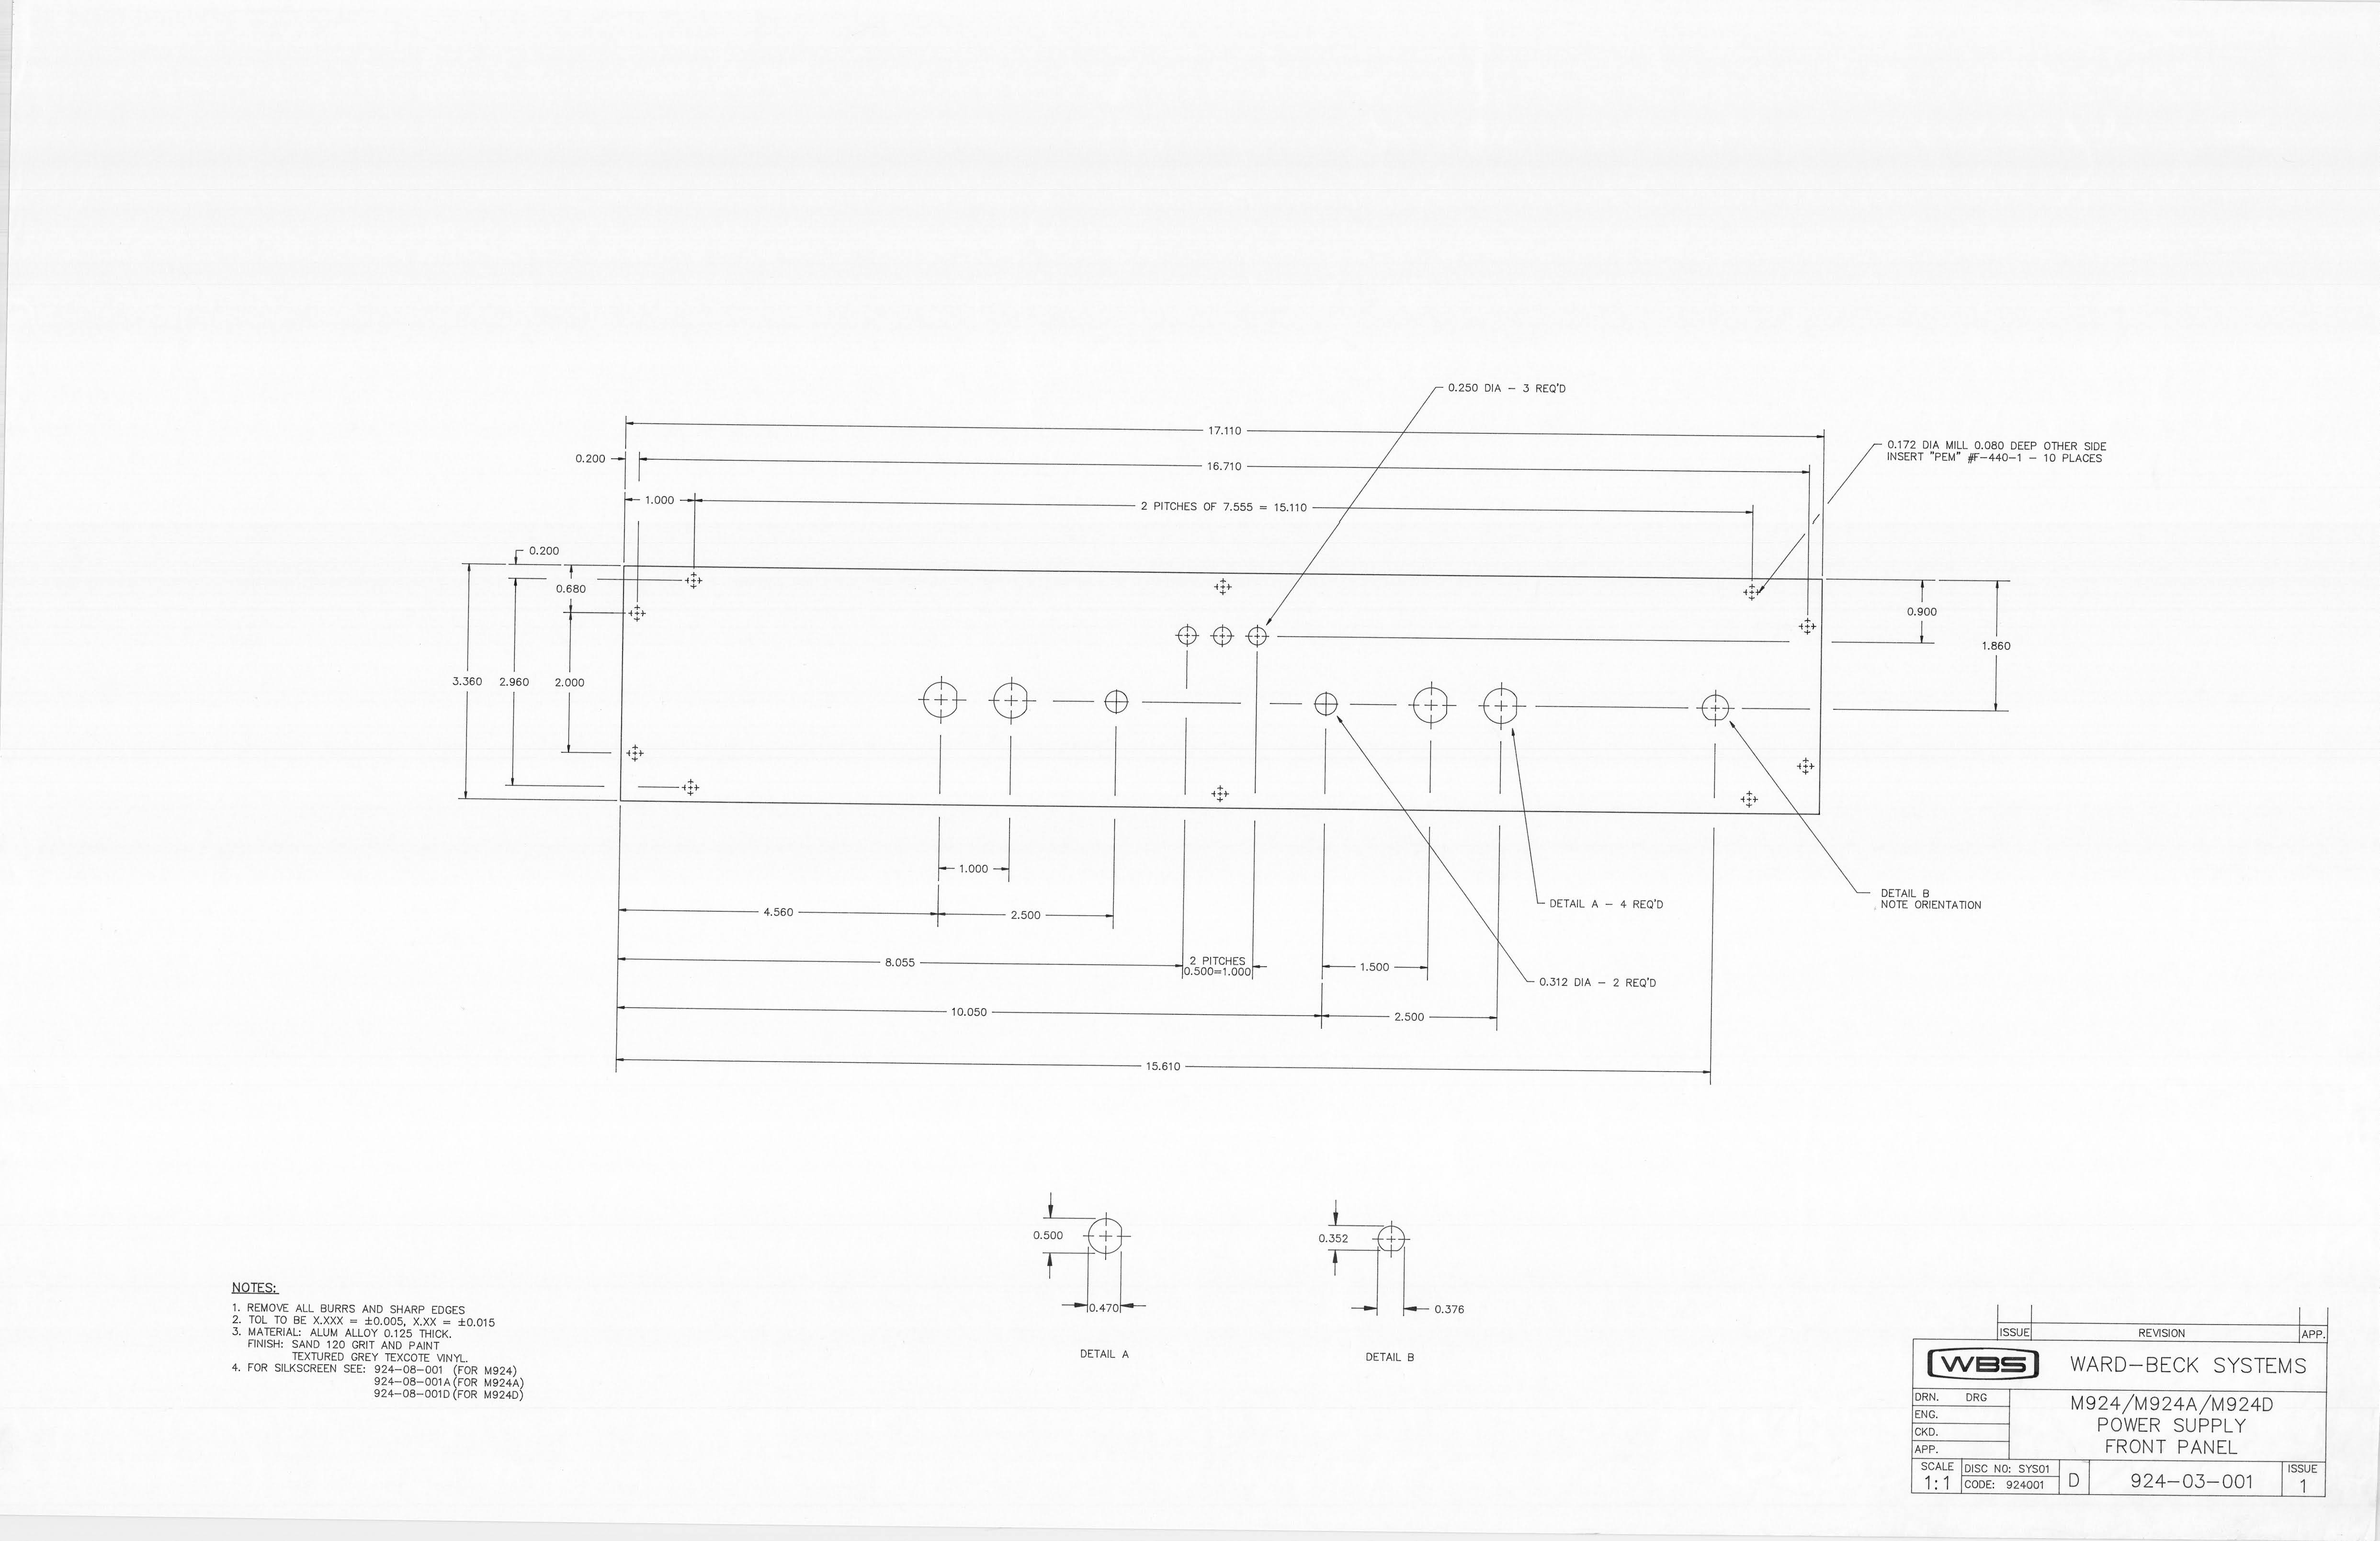 0.250 DIA – 3 REQ'D
17.110
0.172 DIA MILL 0.080 DEEP OTHER SIDE
INSERT "PEM" #F–440–1 – 10 PLACES
0.200
16.710
1.000
2 PITCHES OF 7.555 = 15.110
0.200
0.680
0.900
1.860
3.360
2.960
2.000
1.000
DETAIL B
NOTE ORIENTATION
DETAIL A – 4 REQ'D
4.560
2.500
8.055
2 PITCHES
0.500=1.000
1.500
0.312 DIA – 2 REQ'D
10.050
2.500
15.610
0.500
0.470
DETAIL A
0.352
0.376
DETAIL B
NOTES:
1. REMOVE ALL BURRS AND SHARP EDGES
2. TOL TO BE X.XXX = ±0.005, X.XX = ±0.015
3. MATERIAL: ALUM ALLOY 0.125 THICK.
FINISH: SAND 120 GRIT AND PAINT
TEXTURED GREY TEXCOTE VINYL.
4. FOR SILKSCREEN SEE: 924–08–001 (FOR M924)
924–08–001A (FOR M924A)
924–08–001D (FOR M924D)
ISSUE REVISION APP.
WBS WARD–BECK SYSTEMS
DRN. DRG
ENG.
CKD.
APP.
M924/M924A/M924D
POWER SUPPLY
FRONT PANEL
SCALE
1:1
DISC NO: SYS01
CODE: 924001
D
924–03–001
ISSUE
1